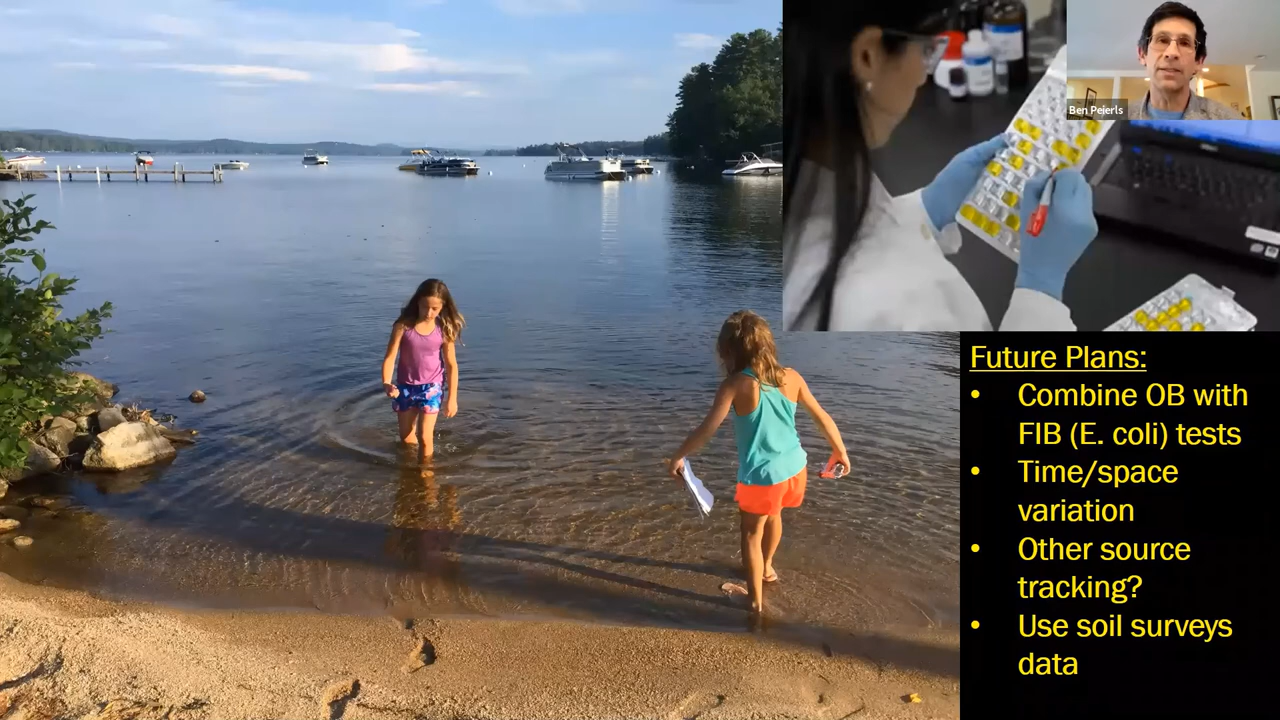 Ben Peierls
Future Plans:
• Combine OB with
FIB (E. coli) tests
• Time/space
variation
• Other source
tracking?
• Use soil surveys
data